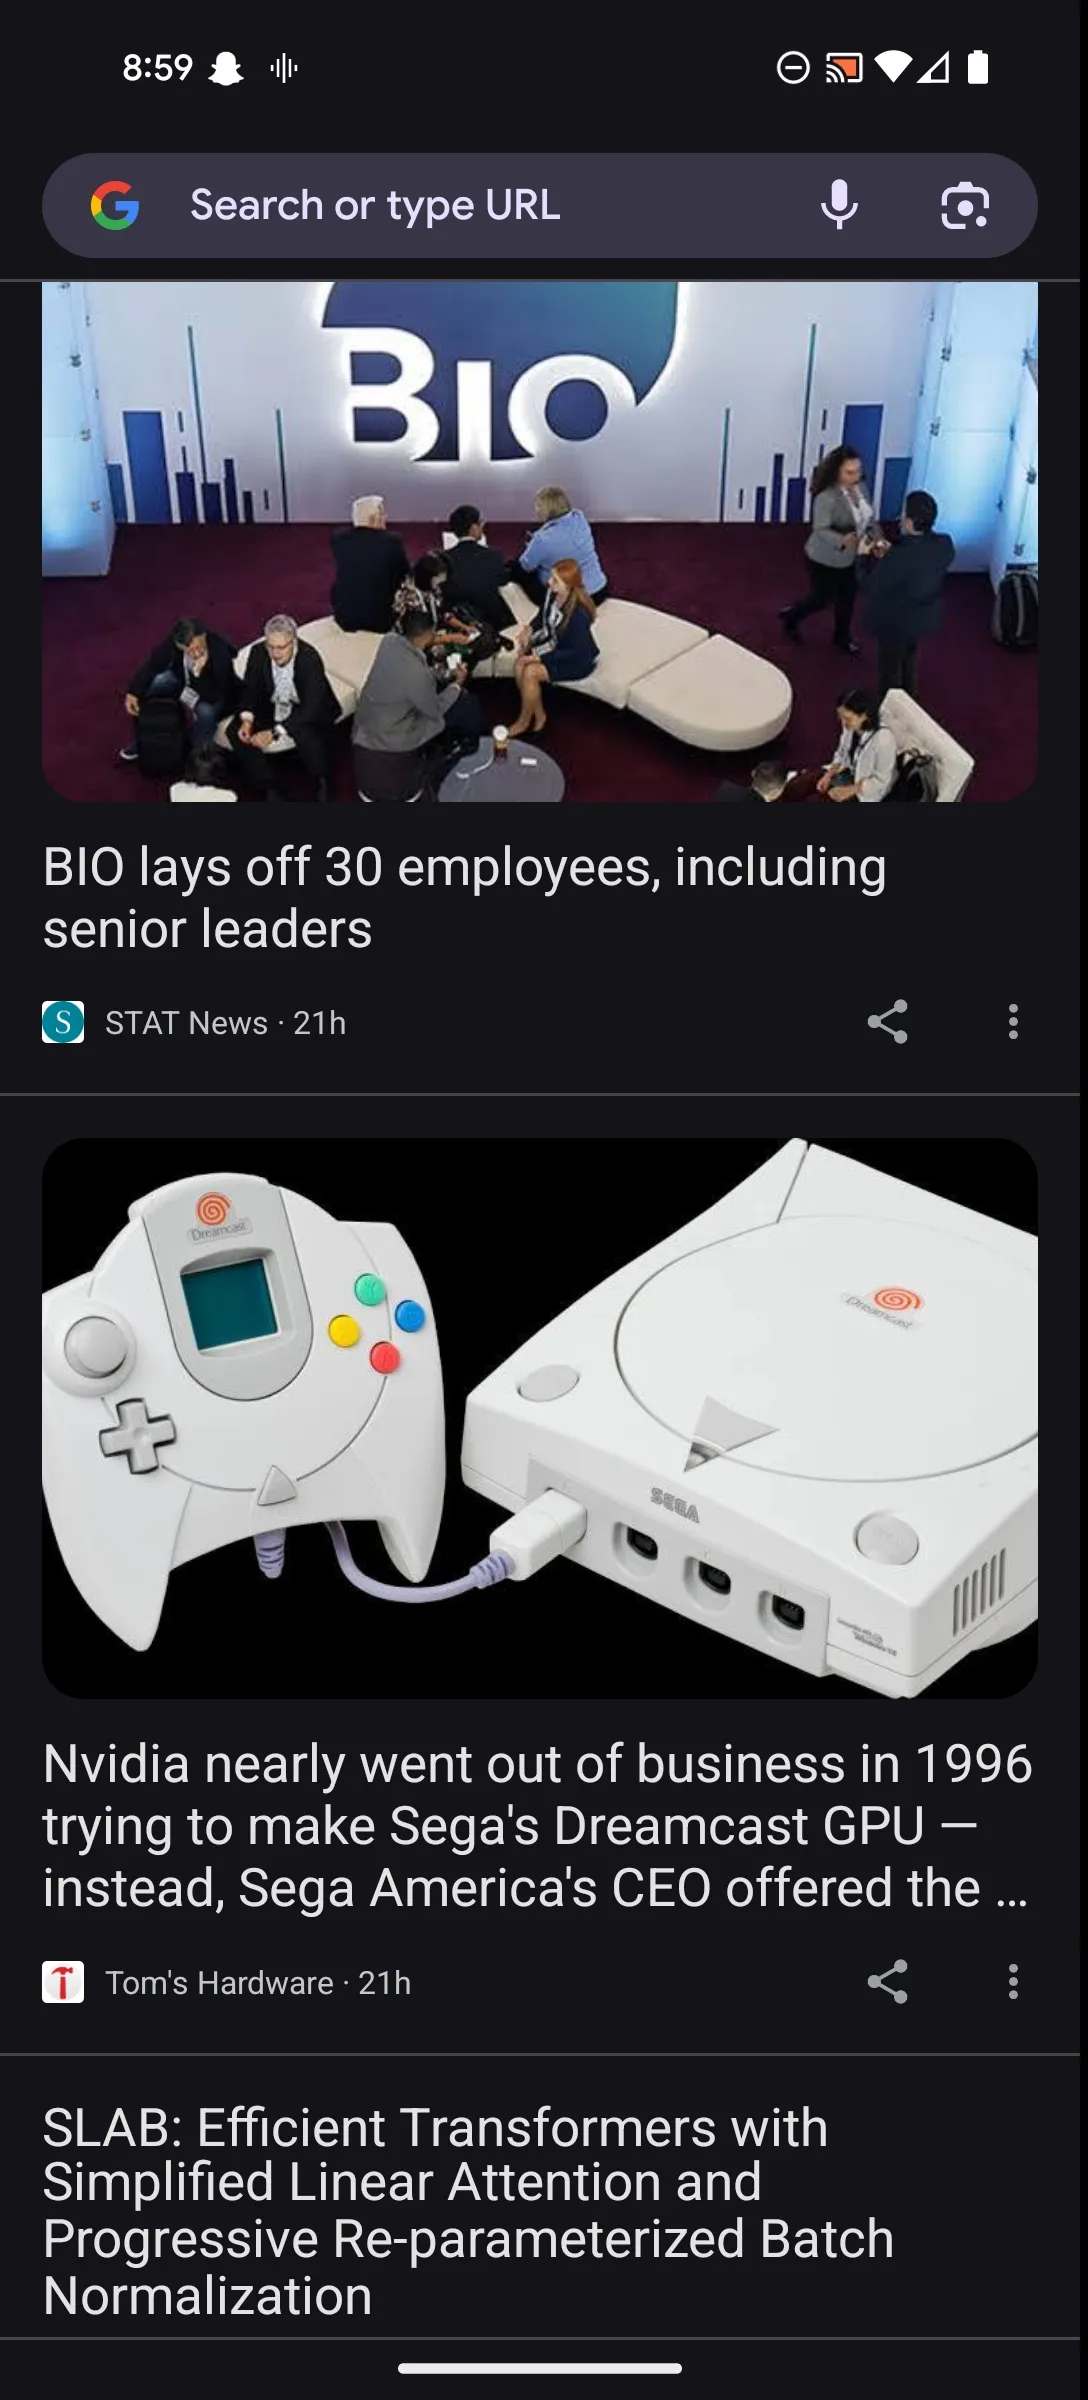 8:59
Search or type URL
BIO
BIO lays off 30 employees, including
senior leaders
STAT News · 21h
Dreamcast
Dreamcast
SEGA
Nvidia nearly went out of business in 1996
trying to make Sega's Dreamcast GPU —
instead, Sega America's CEO offered the ...
Tom's Hardware · 21h
SLAB: Efficient Transformers with
Simplified Linear Attention and
Progressive Re-parameterized Batch
Normalization